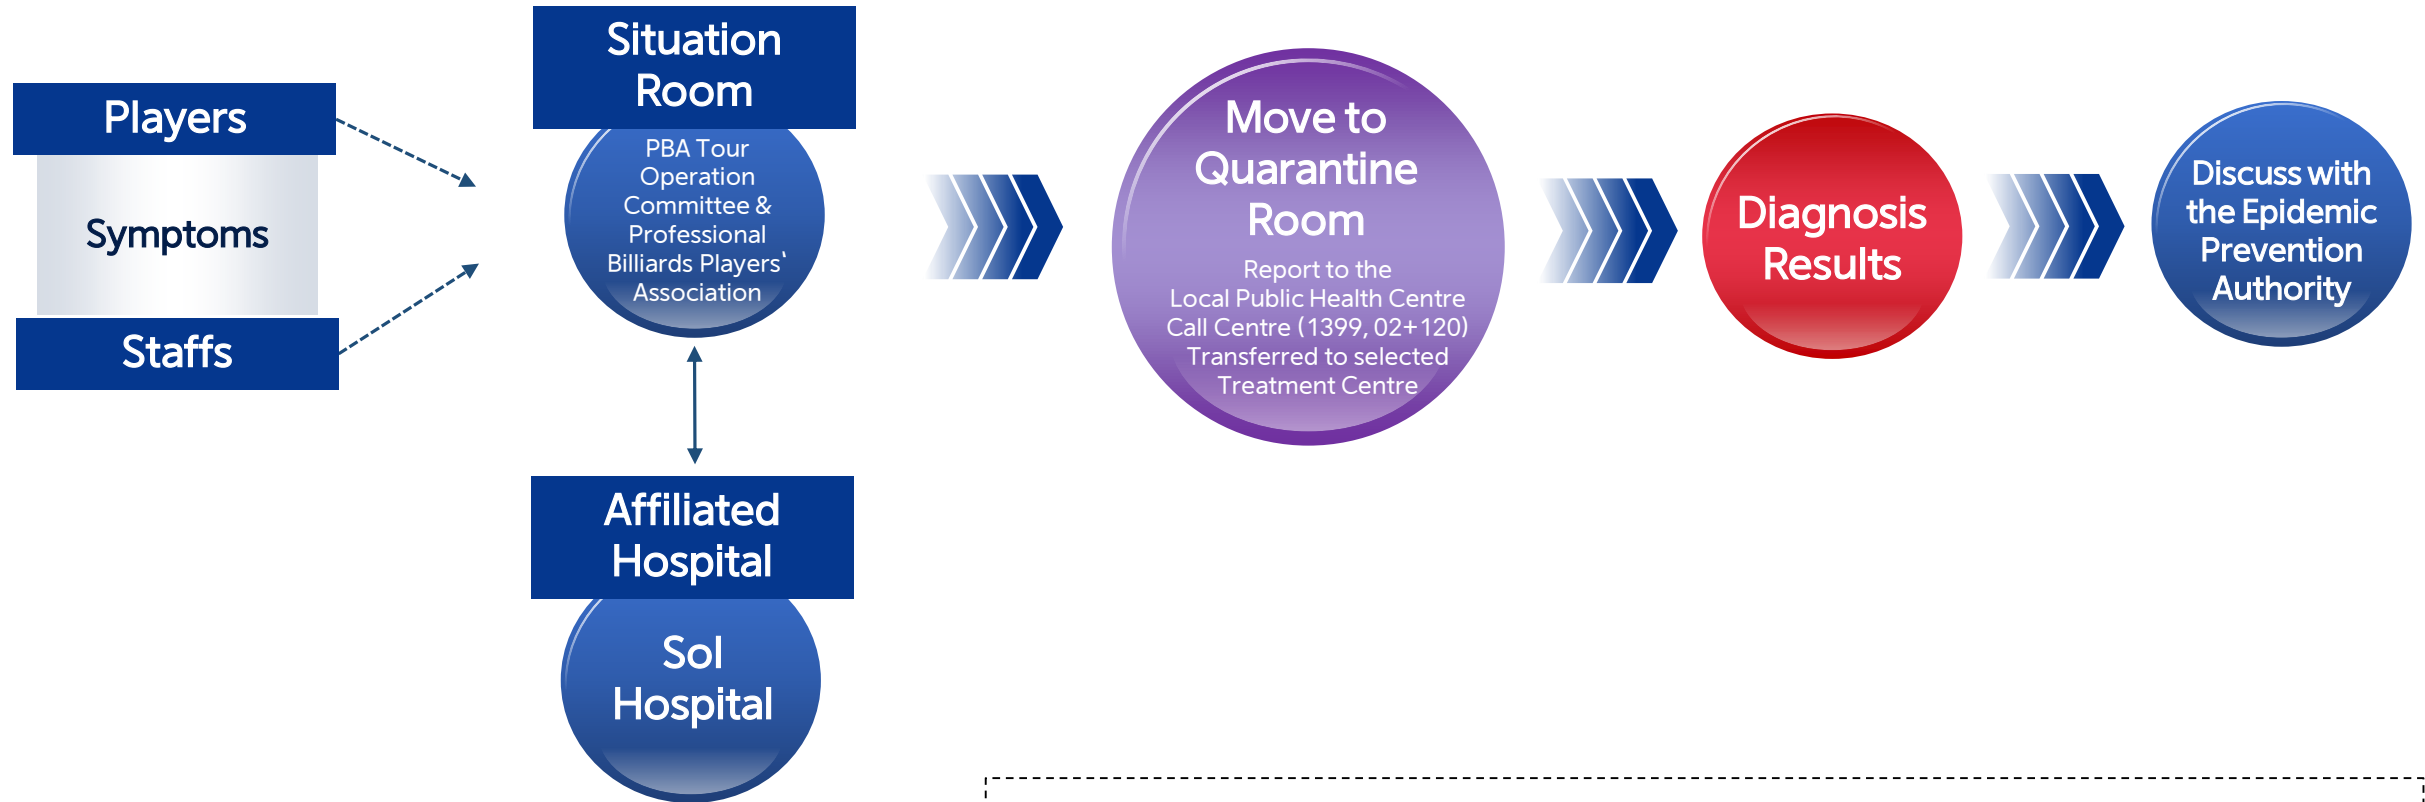 Players
Symptoms
Staffs
Situation
Room
PBA Tour
Operation
Committee &
Professional
Billiards Players‘
Association
Affiliated
Hospital
Sol
Hospital
Move to
Quarantine
Room
Report to the
Local Public Health Centre
Call Centre (1399, 02+120)
Transferred to selected
Treatment Centre
Diagnosis
Results
Discuss with
the Epidemic
Prevention
Authority